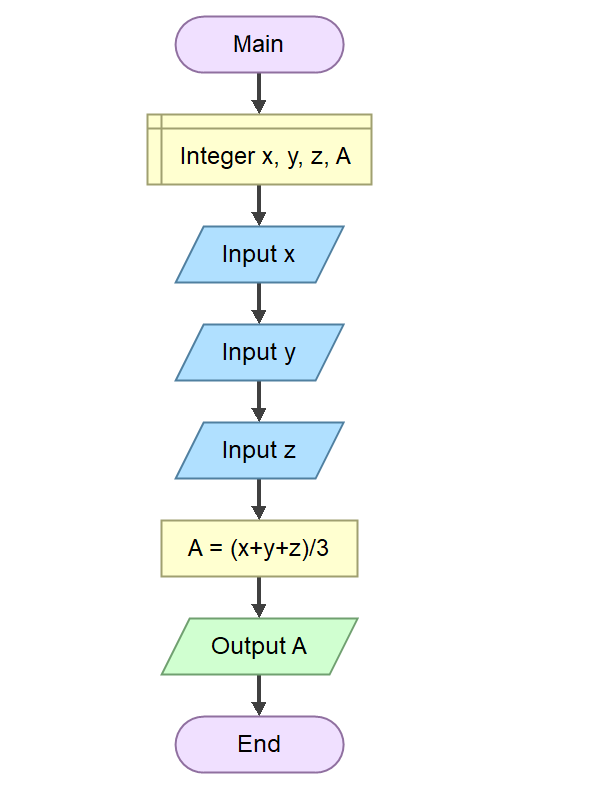 Main
Integer x, y, z, A
Input x
Input y
Input z
A = (x+y+z)/3
Output A
End